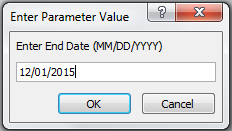 Enter Parameter Value
?
Enter End Date (MM/DD/YYYY)
12/01/2015
OK Cancel